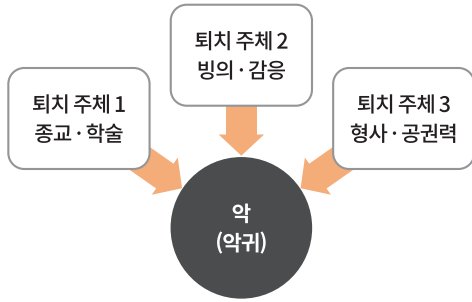 퇴치 주체 2
빙의 · 감응
퇴치 주체 1
종교 · 학술
퇴치 주체 3
형사 · 공권력
악
(악귀)